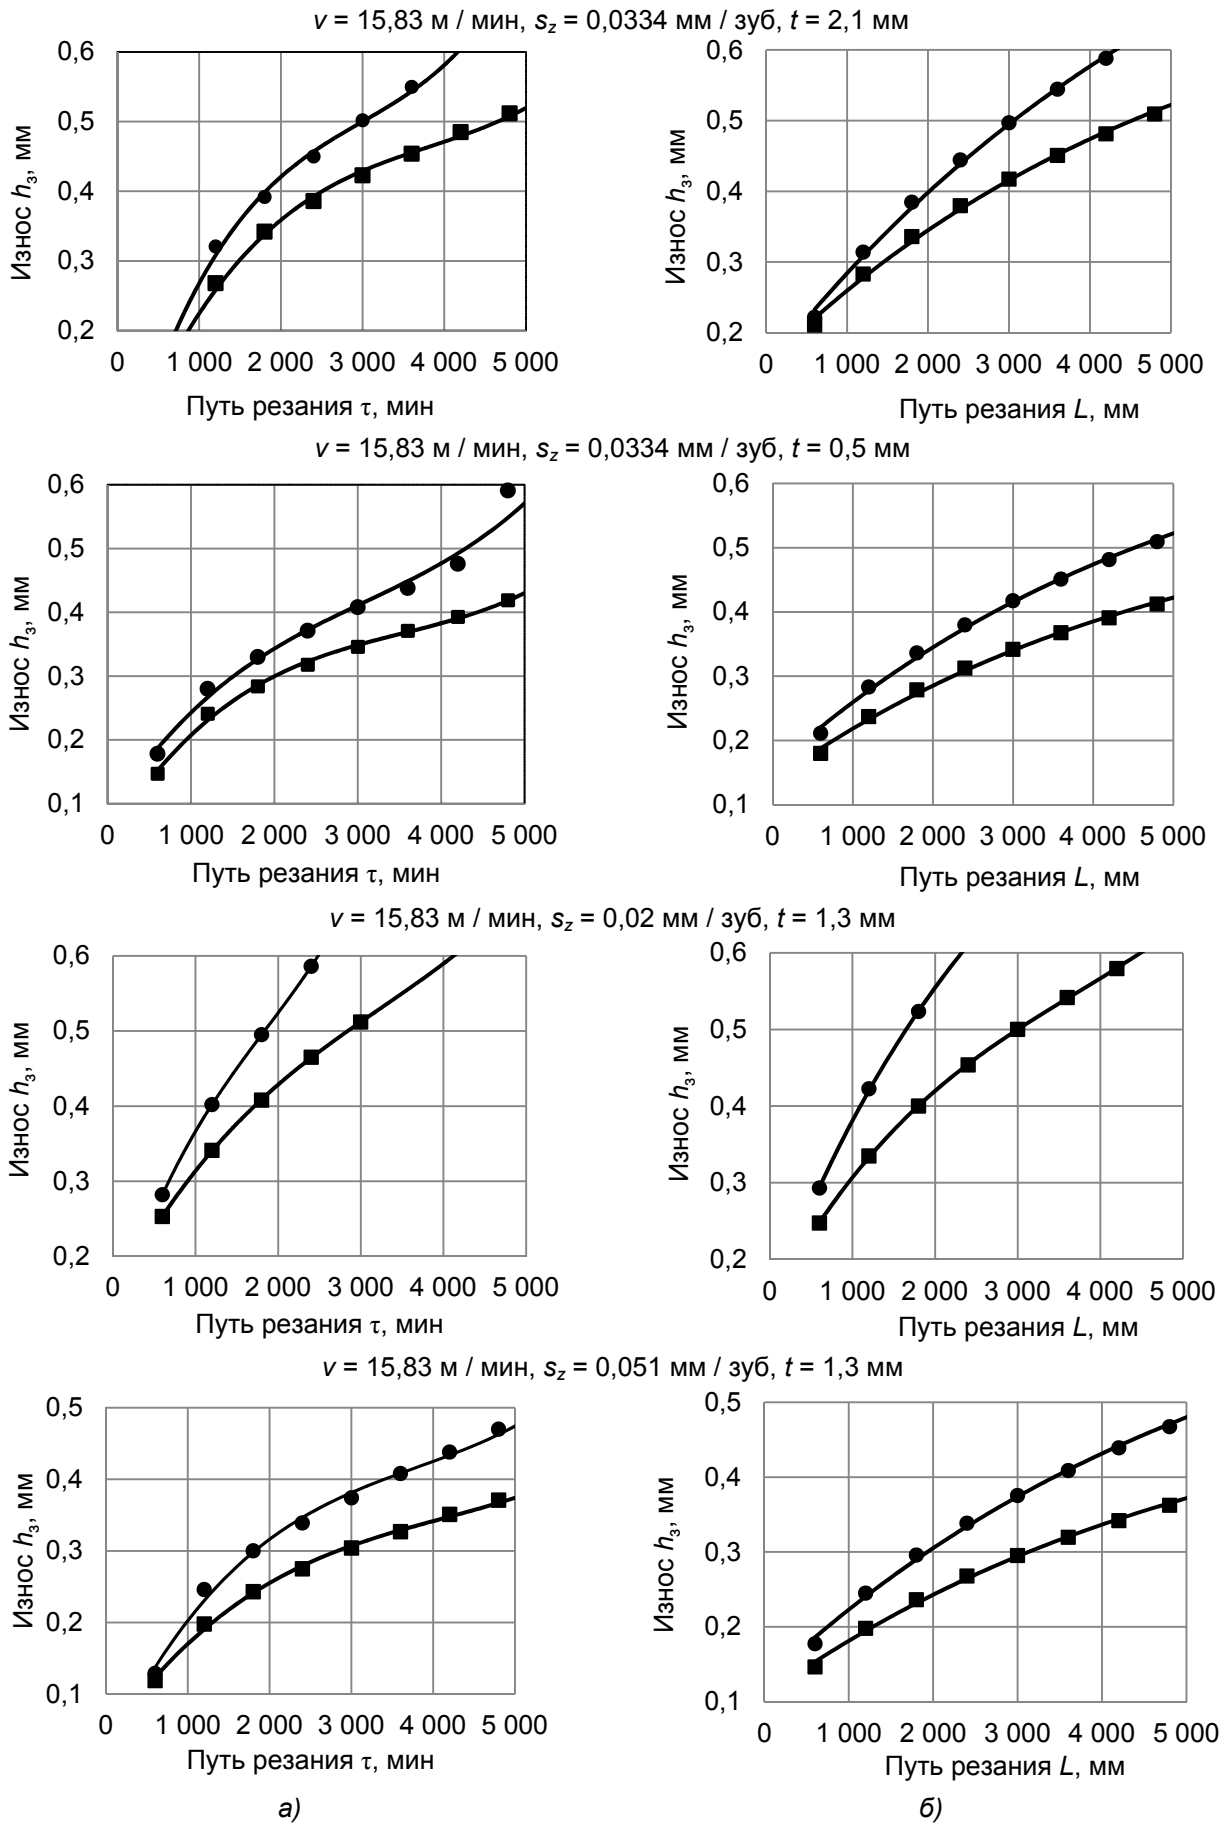 v = 15,83 м / мин, sz = 0,0334 мм / зуб, t = 2,1 мм
Износ hз, мм
0,6
0,5
0,4
0,3
0,2
0 1 000 2 000 3 000 4 000 5 000
Путь резания τ, мин
Износ hз, мм
0,6
0,5
0,4
0,3
0,2
0 1 000 2 000 3 000 4 000 5 000
Путь резания L, мм
v = 15,83 м / мин, sz = 0,0334 мм / зуб, t = 0,5 мм
Износ hз, мм
0,6
0,5
0,4
0,3
0,2
0,1
0 1 000 2 000 3 000 4 000 5 000
Путь резания τ, мин
Износ hз, мм
0,6
0,5
0,4
0,3
0,2
0,1
0 1 000 2 000 3 000 4 000 5 000
Путь резания L, мм
v = 15,83 м / мин, sz = 0,02 мм / зуб, t = 1,3 мм
Износ hз, мм
0,6
0,5
0,4
0,3
0,2
0 1 000 2 000 3 000 4 000 5 000
Путь резания τ, мин
Износ hз, мм
0,6
0,5
0,4
0,3
0,2
0 1 000 2 000 3 000 4 000 5 000
Путь резания L, мм
v = 15,83 м / мин, sz = 0,051 мм / зуб, t = 1,3 мм
Износ hз, мм
0,5
0,4
0,3
0,2
0,1
0 1 000 2 000 3 000 4 000 5 000
Путь резания τ, мин
Износ hз, мм
0,5
0,4
0,3
0,2
0,1
0 1 000 2 000 3 000 4 000 5 000
Путь резания L, мм
а) б)